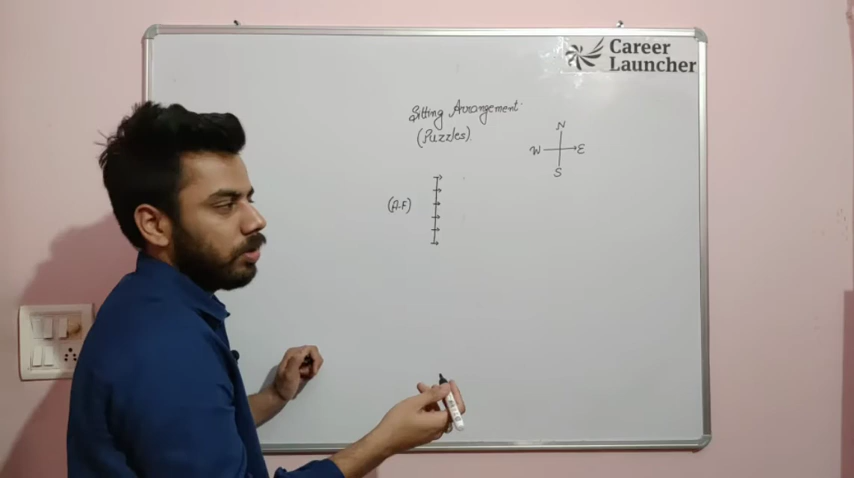 Career
Launcher
Sitting Arrangement
(Puzzles).
N
W E
S
(A.F)